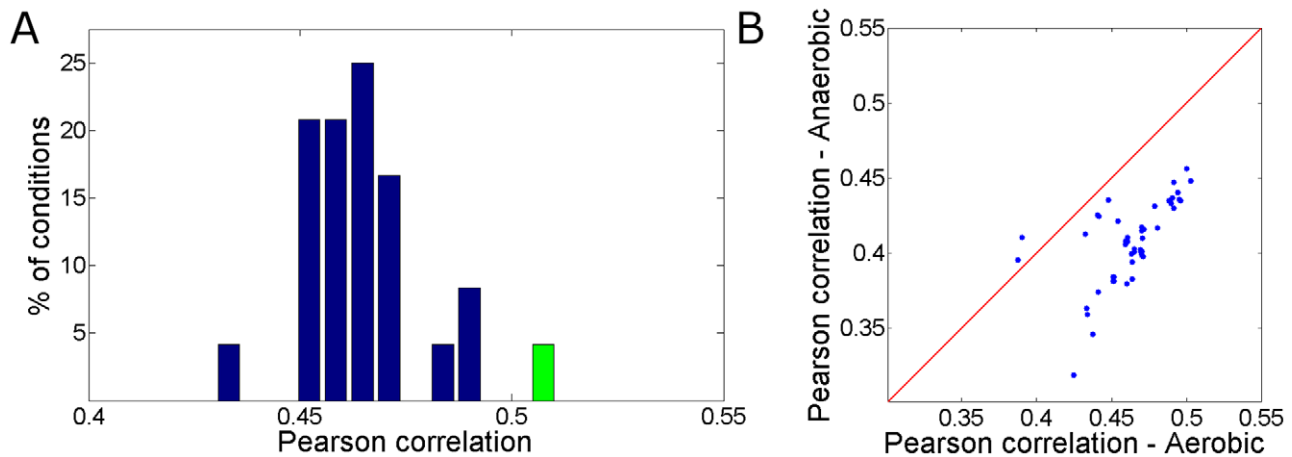 A
% of conditions
25
20
15
10
5
0.4 0.45 0.5 0.55
Pearson correlation
B
Pearson correlation - Anaerobic
0.55
0.5
0.45
0.4
0.35
0.35 0.4 0.45 0.5 0.55
Pearson correlation - Aerobic